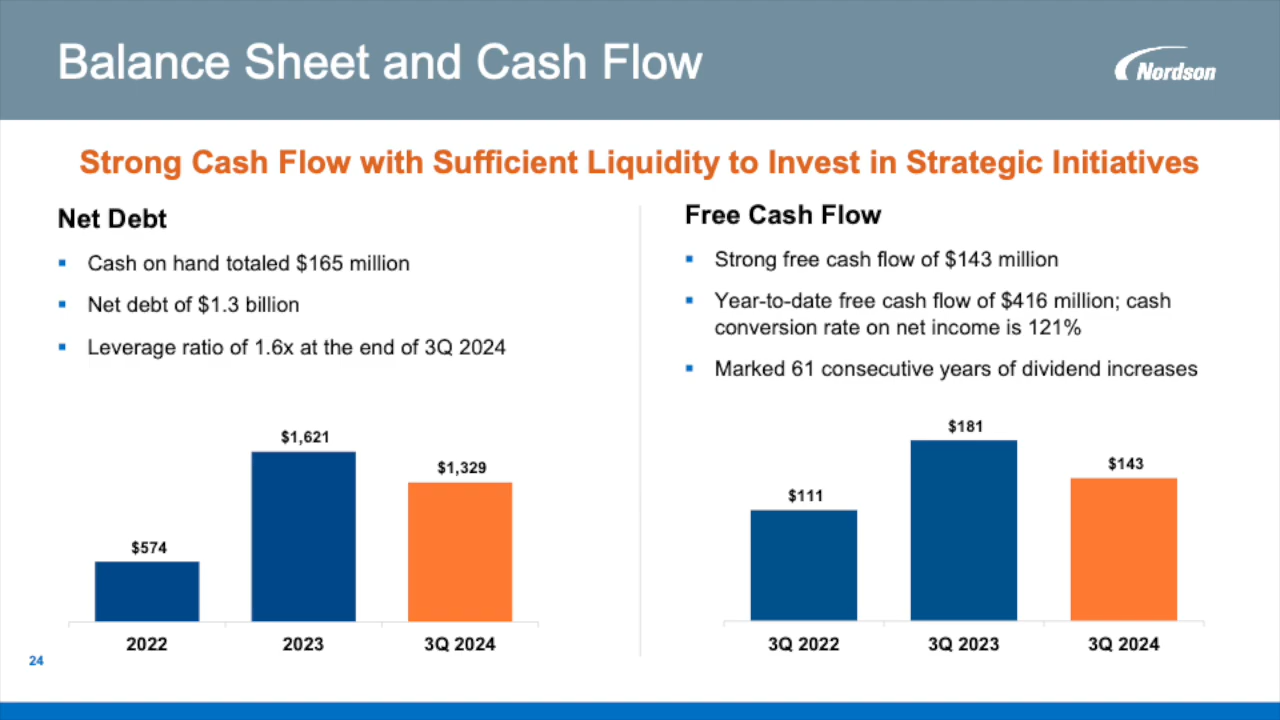 Balance Sheet and Cash Flow
Nordson
Strong Cash Flow with Sufficient Liquidity to Invest in Strategic Initiatives
Net Debt
▪ Cash on hand totaled $165 million
▪ Net debt of $1.3 billion
▪ Leverage ratio of 1.6x at the end of 3Q 2024
$574
$1,621
$1,329
2022
2023
3Q 2024
Free Cash Flow
▪ Strong free cash flow of $143 million
▪ Year-to-date free cash flow of $416 million; cash
conversion rate on net income is 121%
▪ Marked 61 consecutive years of dividend increases
$111
$181
$143
3Q 2022
3Q 2023
3Q 2024
24